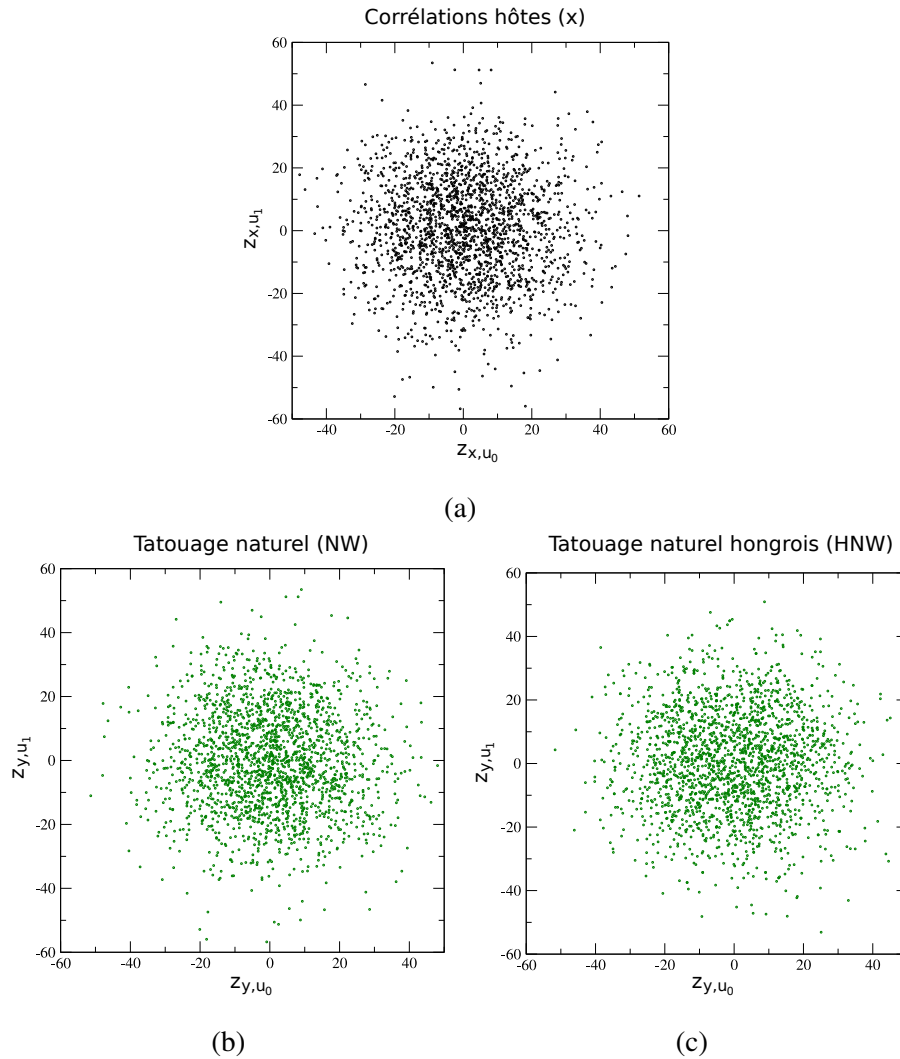 Corrélations hôtes (x)
60
40
20
0
-20
-40
-60
z_{x,u_1}
-40 -20 0 20 40 60
z_{x,u_0}
(a)
Tatouage naturel (NW)
60
40
20
0
-20
-40
-60
z_{y,u_1}
-60 -40 -20 0 20 40
z_{y,u_0}
(b)
Tatouage naturel hongrois (HNW)
60
40
20
0
-20
-40
-60
z_{y,u_1}
-60 -40 -20 0 20 40
z_{y,u_0}
(c)